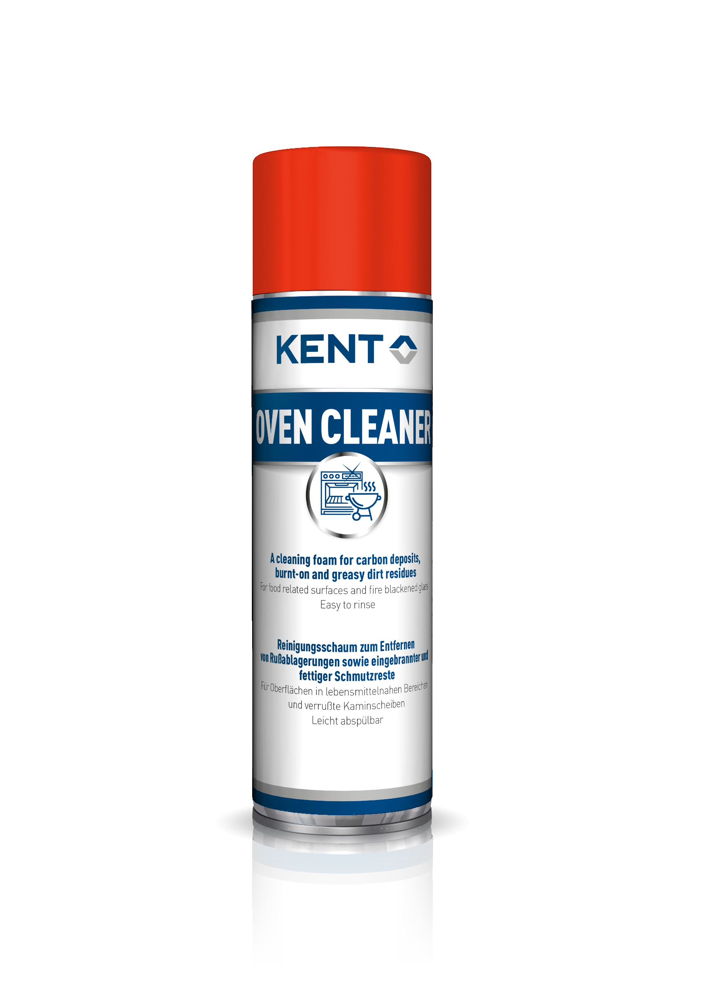 KENT
OVEN CLEANER
A cleaning foam for carbon deposits,
burnt-on and greasy dirt residues
For food related surfaces and fire blackened glass
Easy to rinse
Reinigungsschaum zum Entfernen
von Rußablagerungen sowie eingebrannter und
fettiger Schmutzreste
Für Oberflächen in lebensmittelnahen Bereichen
und verrußte Kaminscheiben
Leicht abspülbar